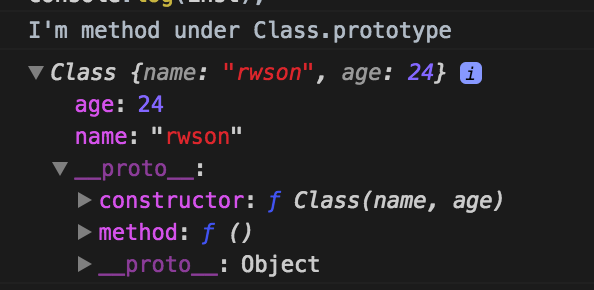 console.log(inst);
I'm method under Class.prototype
▼ Class {name: "rwson", age: 24} i
age: 24
name: "rwson"
▼ __proto__:
▶ constructor: ƒ Class(name, age)
▶ method: ƒ ()
▶ __proto__: Object